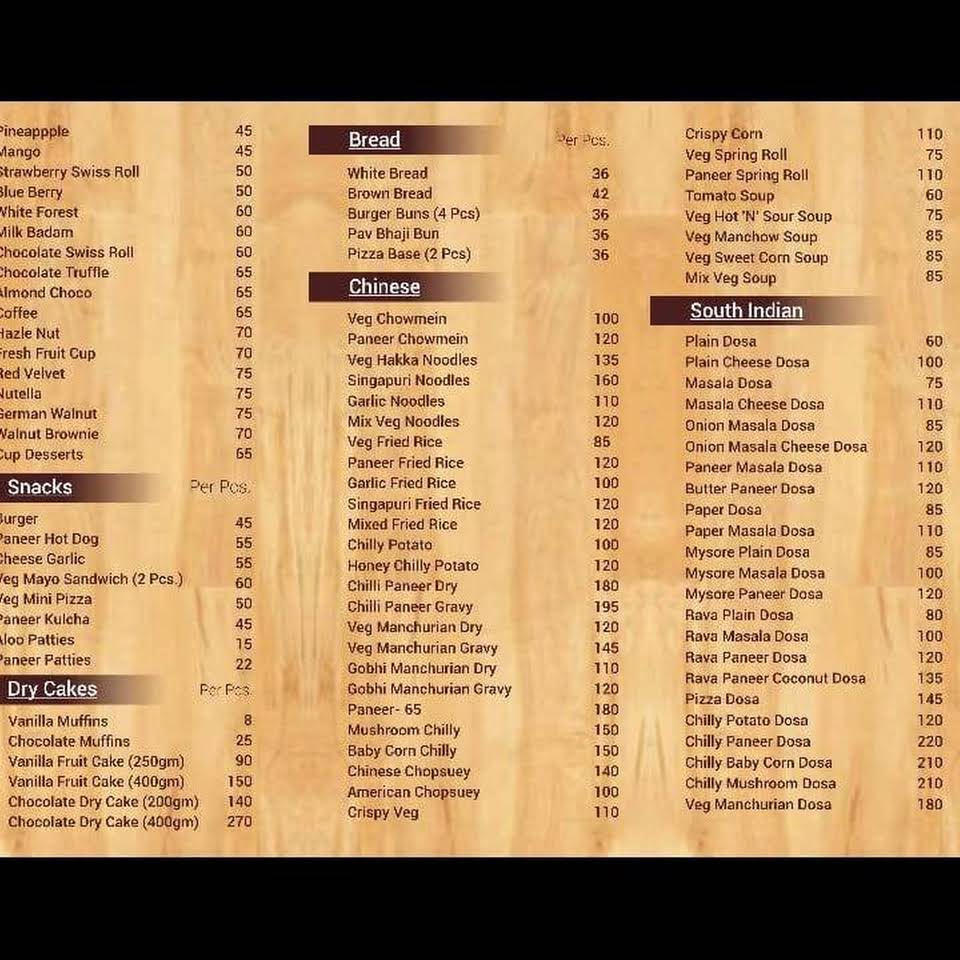 Pineappple 45
Mango 45
Strawberry Swiss Roll 50
Blue Berry 50
White Forest 60
Milk Badam 60
Chocolate Swiss Roll 60
Chocolate Truffle 65
Almond Choco 65
Coffee 65
Hazle Nut 70
Fresh Fruit Cup 70
Red Velvet 75
Nutella 75
German Walnut 75
Walnut Brownie 70
Cup Desserts 65
Snacks Per Pcs.
Burger 45
Paneer Hot Dog 55
Cheese Garlic 55
Veg Mayo Sandwich (2 Pcs.) 60
Veg Mini Pizza 50
Paneer Kulcha 45
Aloo Patties 15
Paneer Patties 22
Dry Cakes Per Pcs.
Vanilla Muffins 8
Chocolate Muffins 25
Vanilla Fruit Cake (250gm) 90
Vanilla Fruit Cake (400gm) 150
Chocolate Dry Cake (200gm) 140
Chocolate Dry Cake (400gm) 270
Bread Per Pcs.
White Bread 36
Brown Bread 42
Burger Buns (4 Pcs) 36
Pav Bhaji Bun 36
Pizza Base (2 Pcs) 36
Chinese
Veg Chowmein 100
Paneer Chowmein 120
Veg Hakka Noodles 135
Singapuri Noodles 160
Garlic Noodles 110
Mix Veg Noodles 120
Veg Fried Rice 85
Paneer Fried Rice 120
Garlic Fried Rice 100
Singapuri Fried Rice 120
Mixed Fried Rice 120
Chilly Potato 100
Honey Chilly Potato 120
Chilli Paneer Dry 180
Chilli Paneer Gravy 195
Veg Manchurian Dry 120
Veg Manchurian Gravy 145
Gobhi Manchurian Dry 110
Gobhi Manchurian Gravy 120
Paneer- 65 180
Mushroom Chilly 150
Baby Corn Chilly 150
Chinese Chopsuey 140
American Chopsuey 100
Crispy Veg 110
Crispy Corn 110
Veg Spring Roll 75
Paneer Spring Roll 110
Tomato Soup 60
Veg Hot 'N' Sour Soup 75
Veg Manchow Soup 85
Veg Sweet Corn Soup 85
Mix Veg Soup 85
South Indian
Plain Dosa 60
Plain Cheese Dosa 100
Masala Dosa 75
Masala Cheese Dosa 110
Onion Masala Dosa 85
Onion Masala Cheese Dosa 120
Paneer Masala Dosa 110
Butter Paneer Dosa 120
Paper Dosa 85
Paper Masala Dosa 110
Mysore Plain Dosa 85
Mysore Masala Dosa 100
Mysore Paneer Dosa 120
Rava Plain Dosa 80
Rava Masala Dosa 100
Rava Paneer Dosa 120
Rava Paneer Coconut Dosa 135
Pizza Dosa 145
Chilly Potato Dosa 120
Chilly Paneer Dosa 220
Chilly Baby Corn Dosa 210
Chilly Mushroom Dosa 210
Veg Manchurian Dosa 180